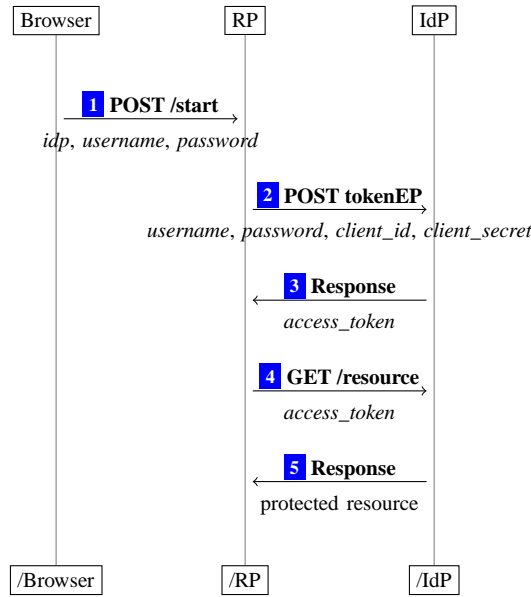 Browser RP IdP
1 POST /start
idp, username, password
2 POST tokenEP
username, password, client_id, client_secret
3 Response
access_token
4 GET /resource
access_token
5 Response
protected resource
/Browser /RP /IdP